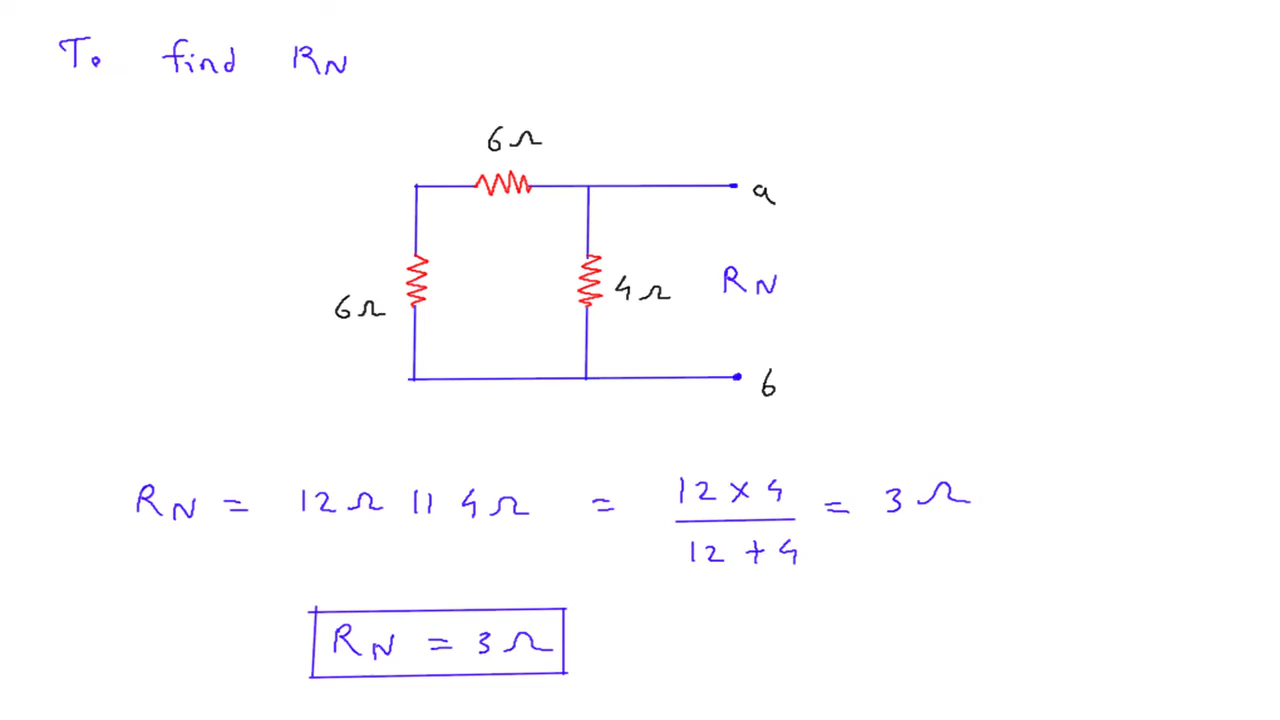 To find RN
6Ω
a
6Ω
4Ω
RN
b
RN = 12Ω || 4Ω = 12 × 4 / 12 + 4 = 3Ω
RN = 3Ω